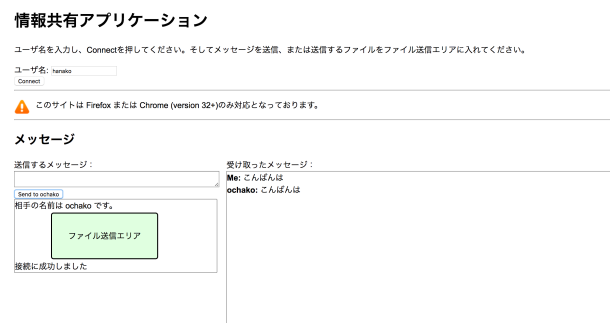 情報共有アプリケーション
ユーザ名を入力し、Connectを押してください。そしてメッセージを送信、または送信するファイルをファイル送信エリアに入れてください。
ユーザ名: hanako
Connect
このサイトは Firefox または Chrome (version 32+)のみ対応となっております。
メッセージ
送信するメッセージ：
Send to ochako
相手の名前は ochako です。
ファイル送信エリア
接続に成功しました
受け取ったメッセージ：
Me: こんばんは
ochako: こんばんは